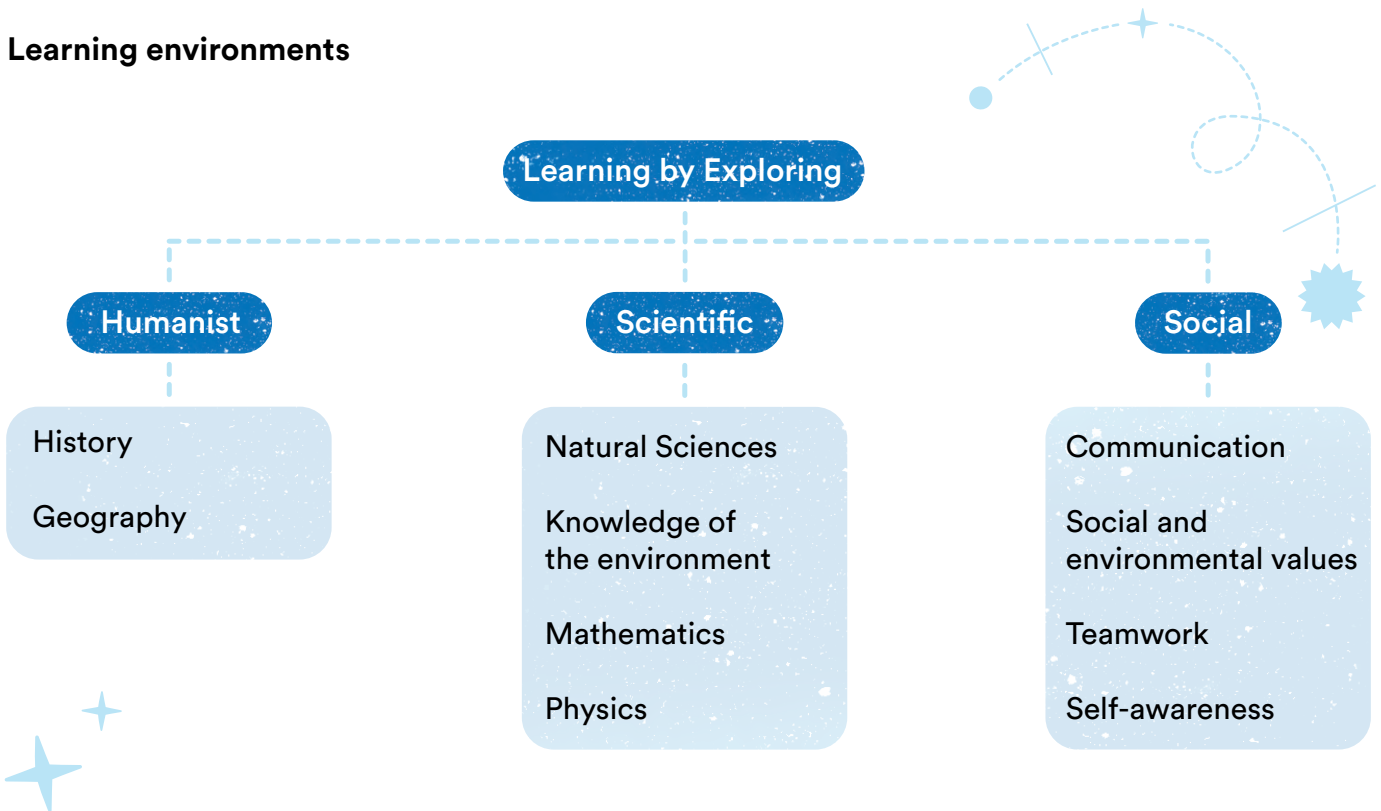 Learning environments
Learning by Exploring
Humanist
Scientific
Social
History
Geography
Natural Sciences
Knowledge of
the environment
Mathematics
Physics
Communication
Social and
environmental values
Teamwork
Self-awareness